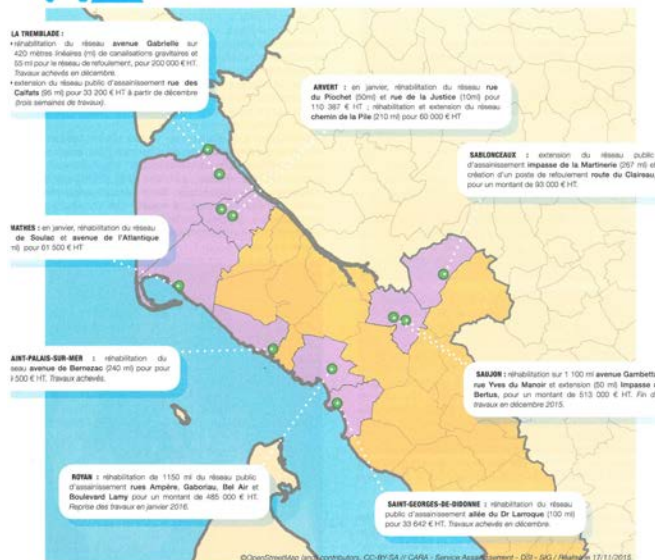 LA TREMBLADE :
• réhabilitation du réseau avenue Gabrielle sur
420 mètres linéaires (ml) de canalisations gravitaires et
55 ml pour le réseau de refoulement, pour 200 000 € HT.
Travaux achevés en décembre.
• extension du réseau public d'assainissement rue des
Calfats (95 ml) pour 33 200 € HT à partir de décembre
(trois semaines de travaux).
ARVERT : en janvier, réhabilitation du réseau rue
du Piochet (50ml) et rue de la Justice (10ml) pour
110 367 € HT ; réhabilitation et extension du réseau
chemin de la Pile (210 ml) pour 60 000 € HT
SABLONCEAUX : extension du réseau public
d'assainissement impasse de la Martinerie (267 ml) et
création d'un poste de refoulement route du Claireau,
pour un montant de 93 000 € HT.
MATHES : en janvier, réhabilitation du réseau
de Soulac et avenue de l'Atlantique
ml) pour 61 500 € HT
AINT-PALAIS-SUR-MER : réhabilitation du
seau avenue de Bernezac (240 ml) pour pour
500 € HT. Travaux achevés.
SAUJON : réhabilitation sur 1 100 ml avenue Gambetta
rue Yves du Manoir et extension (50 ml) Impasse
Bertus, pour un montant de 513 000 € HT. Fin d
travaux en décembre 2015.
ROYAN : réhabilitation de 1150 ml du réseau public
d'assainissement rues Ampère, Gaboriau, Bel Air et
Boulevard Lamy pour un montant de 485 000 € HT.
Reprise des travaux en janvier 2016.
SAINT-GEORGES-DE-DIDONNE : réhabilitation du réseau
public d'assainissement allée du Dr Larroque (100 ml)
pour 33 642 € HT. Travaux achevés en décembre.
©OpenStreetMap (and) contributors, CC-BY-SA // CARA - Service Assainissement - DSI - SIG / Réalisé le 17/11/2015.